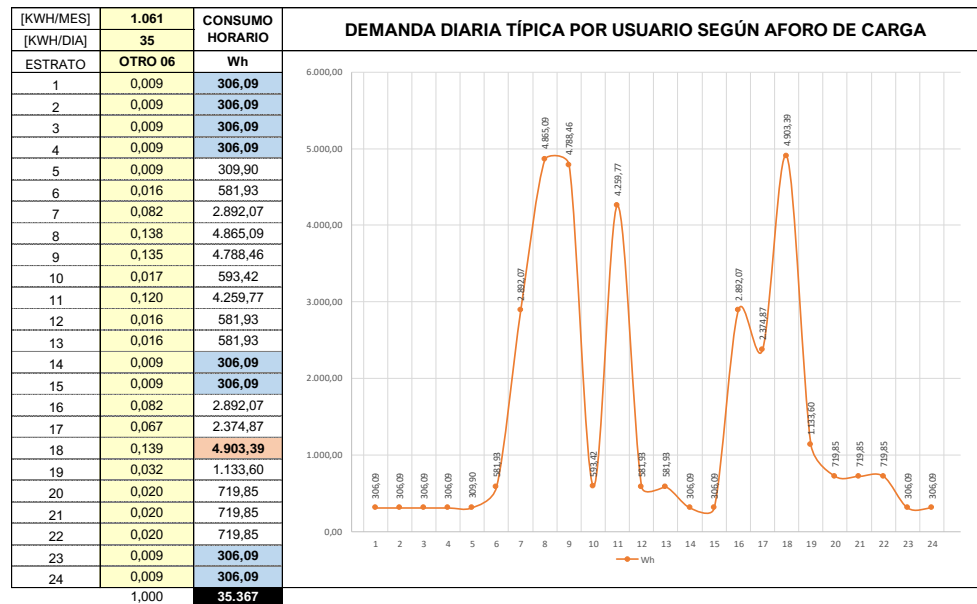 [KWH/MES] 1.061 CONSUMO HORARIO
[KWH/DIA] 35
ESTRATO OTRO 06 Wh
1 0,009 306,09
2 0,009 306,09
3 0,009 306,09
4 0,009 306,09
5 0,009 309,90
6 0,016 581,93
7 0,082 2.892,07
8 0,138 4.865,09
9 0,135 4.788,46
10 0,017 593,42
11 0,120 4.259,77
12 0,016 581,93
13 0,016 581,93
14 0,009 306,09
15 0,009 306,09
16 0,082 2.892,07
17 0,067 2.374,87
18 0,139 4.903,39
19 0,032 1.133,60
20 0,020 719,85
21 0,020 719,85
22 0,020 719,85
23 0,009 306,09
24 0,009 306,09
1,000 35.367
DEMANDA DIARIA TÍPICA POR USUARIO SEGÚN AFORO DE CARGA
6.000,00
5.000,00
4.000,00
3.000,00
2.000,00
1.000,00
0,00
306,09
306,09
306,09
306,09
309,90
581,93
2.892,07
4.865,09
4.788,46
593,42
4.259,77
581,93
581,93
306,09
306,09
2.892,07
2.374,87
4.903,39
1.133,60
719,85
719,85
719,85
306,09
306,09
1 2 3 4 5 6 7 8 9 10 11 12 13 14 15 16 17 18 19 20 21 22 23 24
Wh